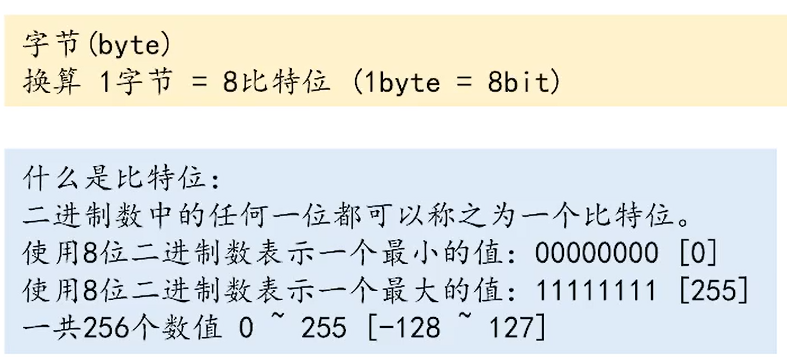 字节(byte)
换算 1字节 = 8比特位 (1byte = 8bit)
什么是比特位:
二进制数中的任何一位都可以称之为一个比特位。
使用8位二进制数表示一个最小的值: 00000000 [0]
使用8位二进制数表示一个最大的值: 11111111 [255]
一共256个数值 0 ~ 255 [-128 ~ 127]